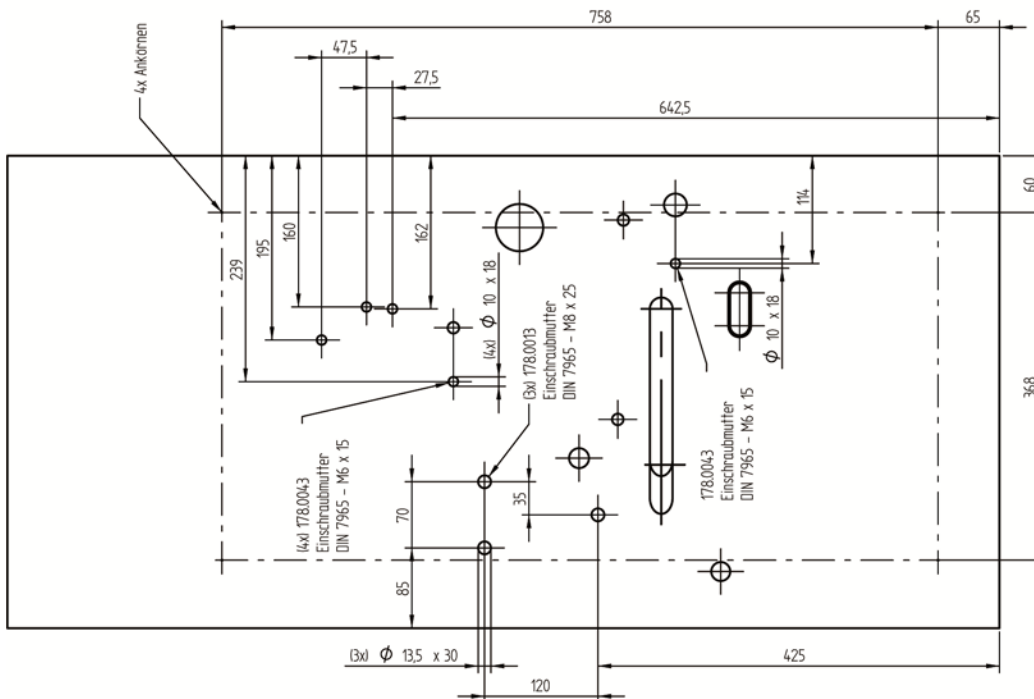 758
65
47,5
27,5
642,5
4x Ankörnen
239
195
160
162
114
60
(4x) Ø 10 x 18
(3x) 178.0013
Einschraubmutter
DIN 7965 - M8 x 25
Ø 10 x 18
368
(4x) 178.0043
Einschraubmutter
DIN 7965 - M6 x 15
178.0043
Einschraubmutter
DIN 7965 - M6 x 15
70
35
85
(3x) Ø 13,5 x 30
120
425